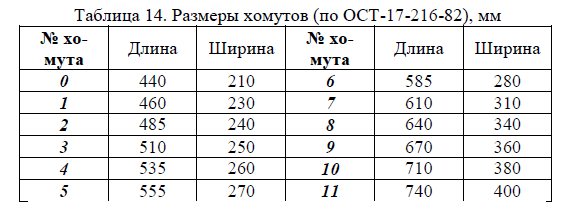 Таблица 14. Размеры хомутов (по ОСТ-17-216-82), мм
№ хо-мута Длина Ширина № хо-мута Длина Ширина
0 440 210 6 585 280
1 460 230 7 610 310
2 485 240 8 640 340
3 510 250 9 670 360
4 535 260 10 710 380
5 555 270 11 740 400